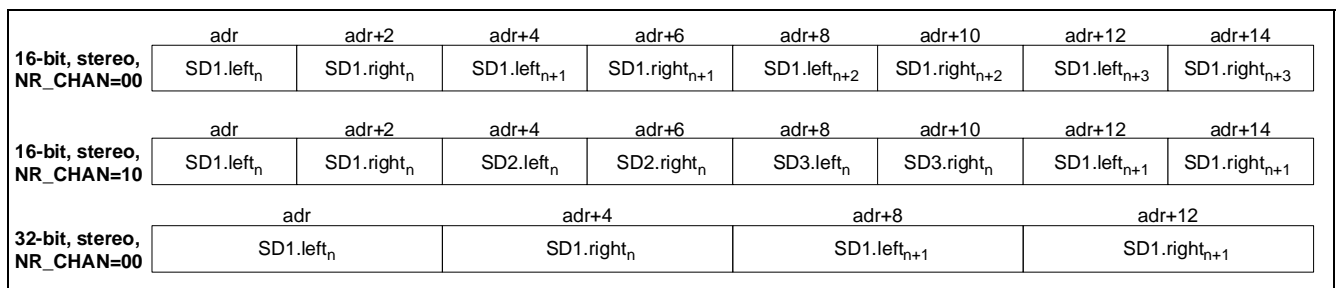 adr adr+2 adr+4 adr+6 adr+8 adr+10 adr+12 adr+14
16-bit, stereo,
NR_CHAN=00
SD1.leftₙ SD1.rightₙ SD1.leftₙ₊₁ SD1.rightₙ₊₁ SD1.leftₙ₊₂ SD1.rightₙ₊₂ SD1.leftₙ₊₃ SD1.rightₙ₊₃
adr adr+2 adr+4 adr+6 adr+8 adr+10 adr+12 adr+14
16-bit, stereo,
NR_CHAN=10
SD1.leftₙ SD1.rightₙ SD2.leftₙ SD2.rightₙ SD3.leftₙ SD3.rightₙ SD1.leftₙ₊₁ SD1.rightₙ₊₁
adr adr+4 adr+8 adr+12
32-bit, stereo,
NR_CHAN=00
SD1.leftₙ SD1.rightₙ SD1.leftₙ₊₁ SD1.rightₙ₊₁